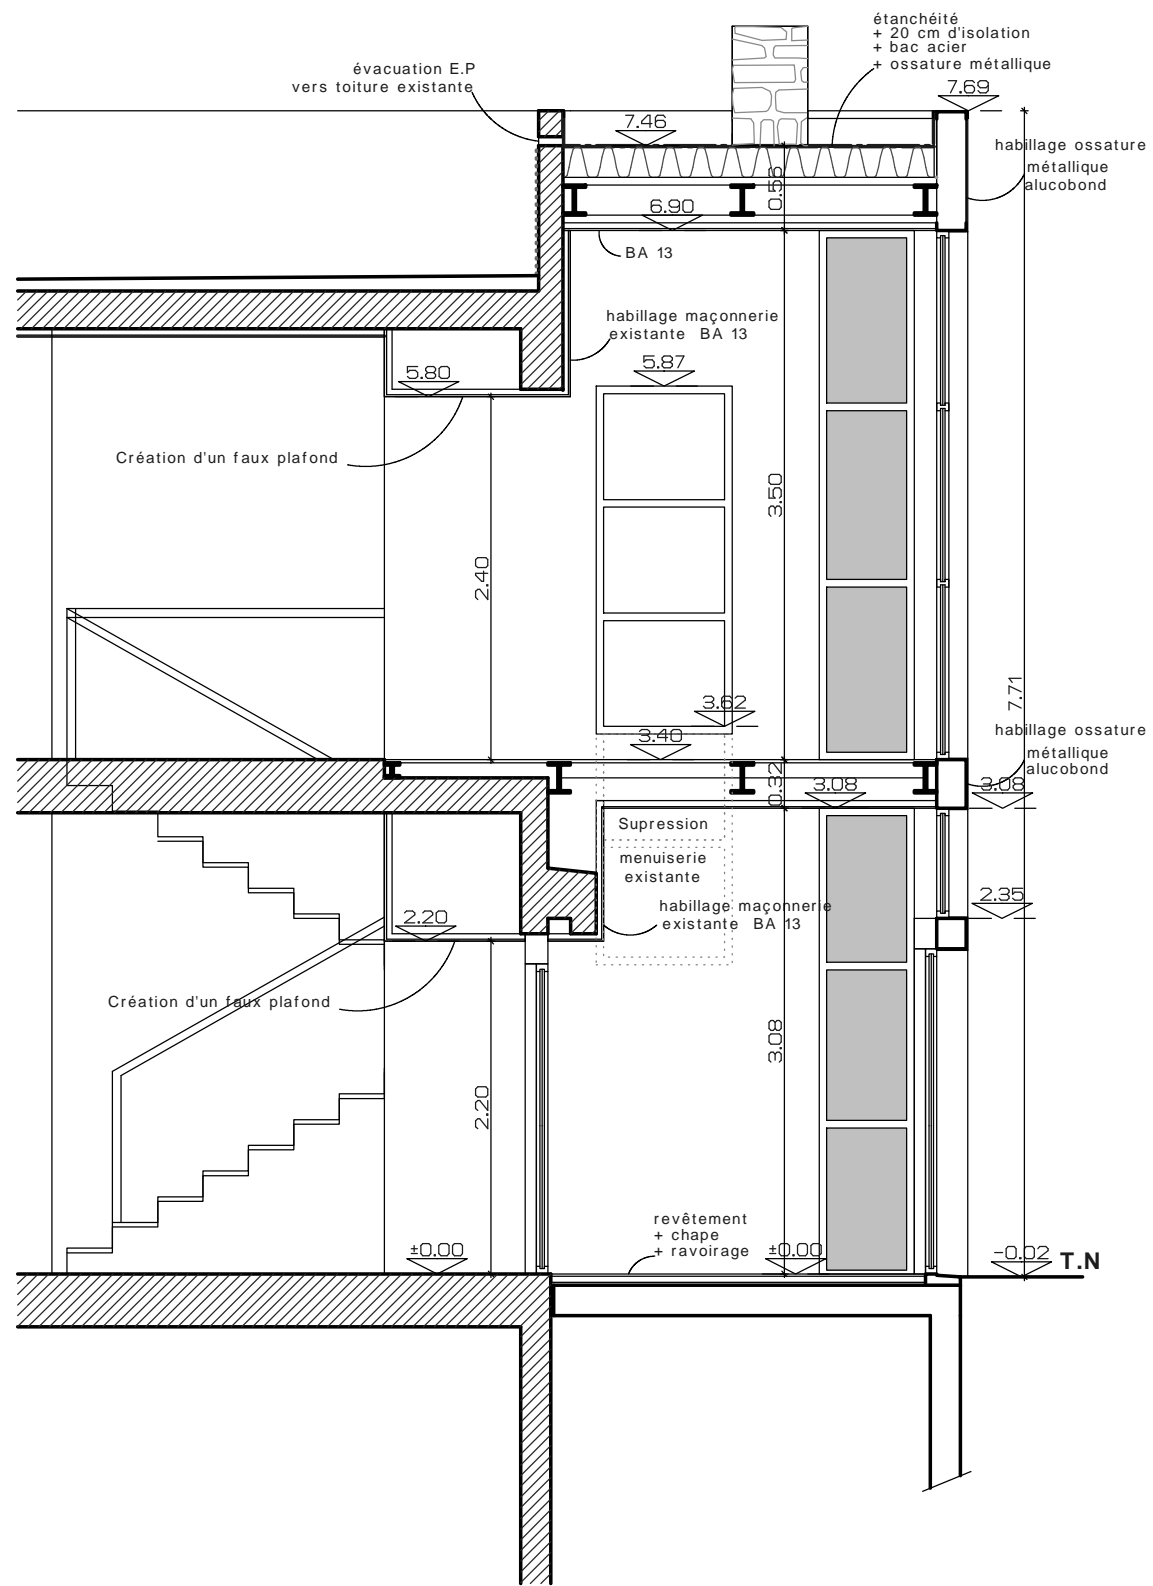 étanchéité
+ 20 cm d'isolation
+ bac acier
+ ossature métallique
évacuation E.P
vers toiture existante
7.69
7.46
habillage ossature
métallique
alucobond
0.56
6.90
BA 13
habillage maçonnerie
existante BA 13
5.80
5.87
Création d'un faux plafond
3.50
2.40
3.62
7.71
3.40
habillage ossature
métallique
alucobond
0.32
3.08
3.08
Supression
menuiserie
existante
2.35
habillage maçonnerie
existante BA 13
2.20
Création d'un faux plafond
3.08
2.20
revêtement
+ chape
+ ravoirage
±0.00
±0.00
-0.02
T.N